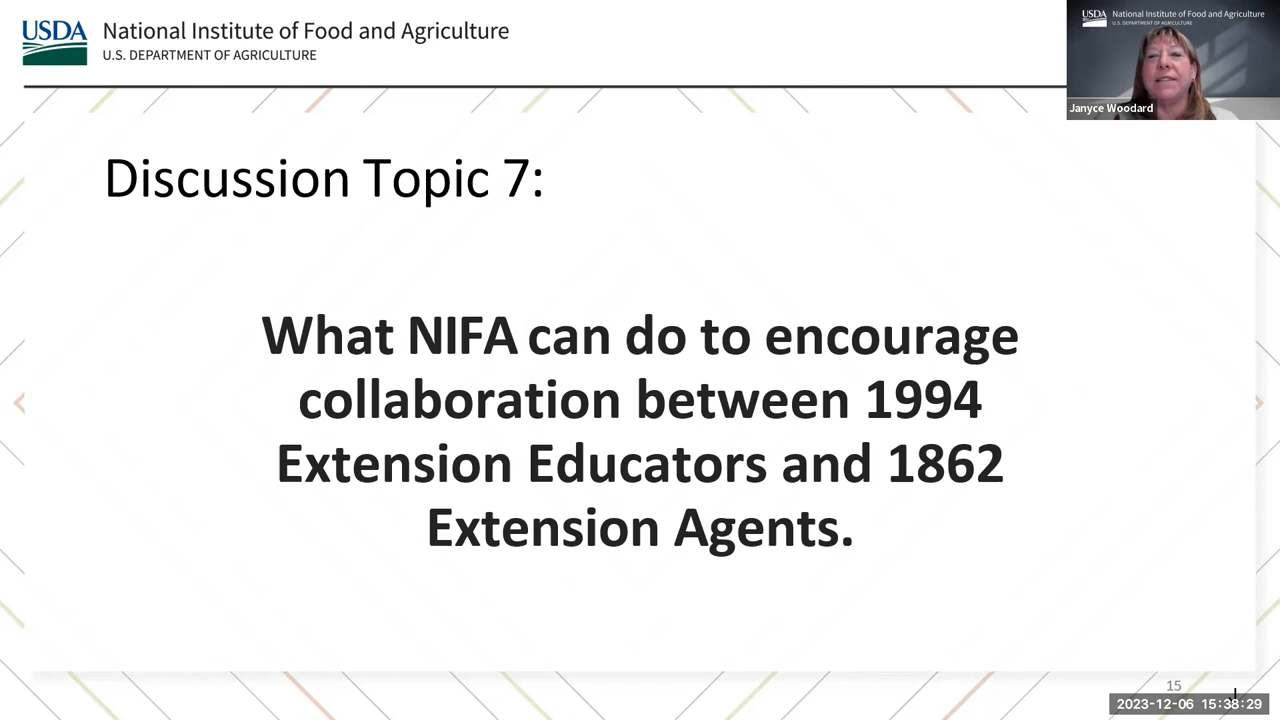 USDA
National Institute of Food and Agriculture
U.S. DEPARTMENT OF AGRICULTURE
USDA
National Institute of Food and Agriculture
U.S. DEPARTMENT OF AGRICULTURE
Janyce Woodard
Discussion Topic 7:
What NIFA can do to encourage
collaboration between 1994
Extension Educators and 1862
Extension Agents.
15
2023-12-06 15:38:29